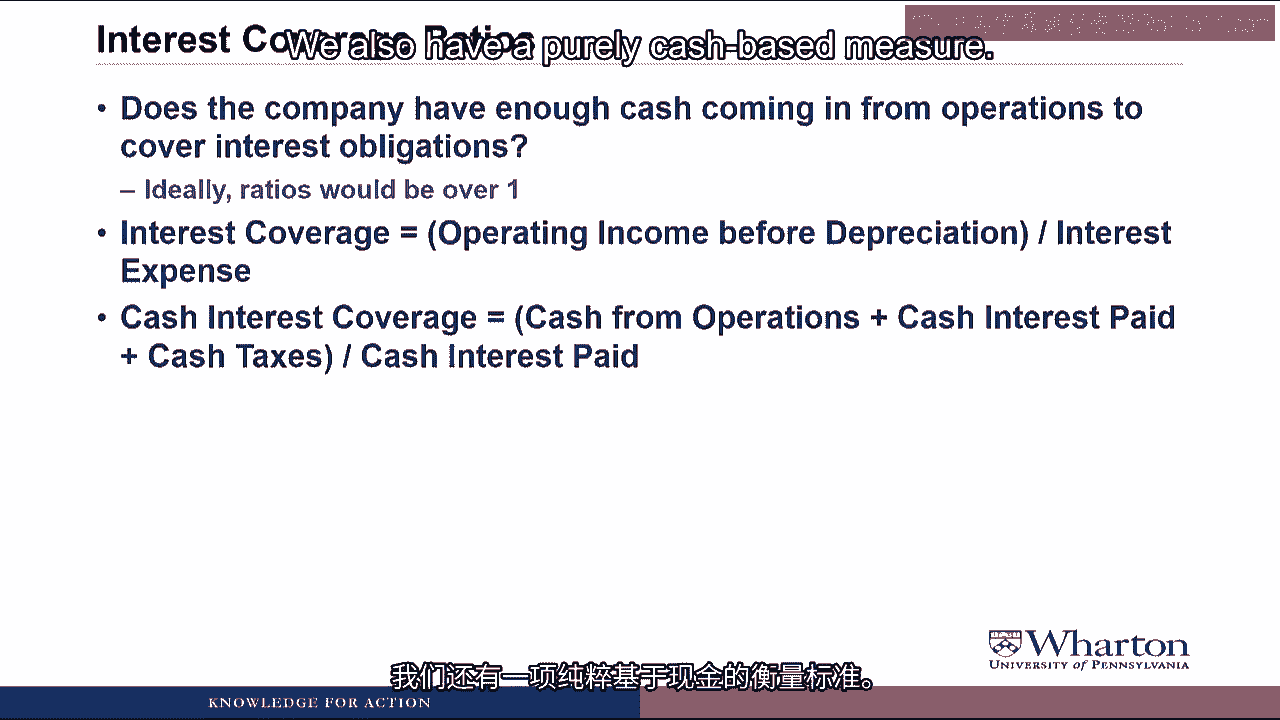 Interest Coverage Ratios
We also have a purely cash-based measure.
• Does the company have enough cash coming in from operations to
cover interest obligations?
– Ideally, ratios would be over 1
• Interest Coverage = (Operating Income before Depreciation) / Interest
Expense
• Cash Interest Coverage = (Cash from Operations + Cash Interest Paid
+ Cash Taxes) / Cash Interest Paid
Wharton
UNIVERSITY OF PENNSYLVANIA
我们还有一项纯粹基于现金的衡量标准。
KNOWLEDGE FOR ACTION